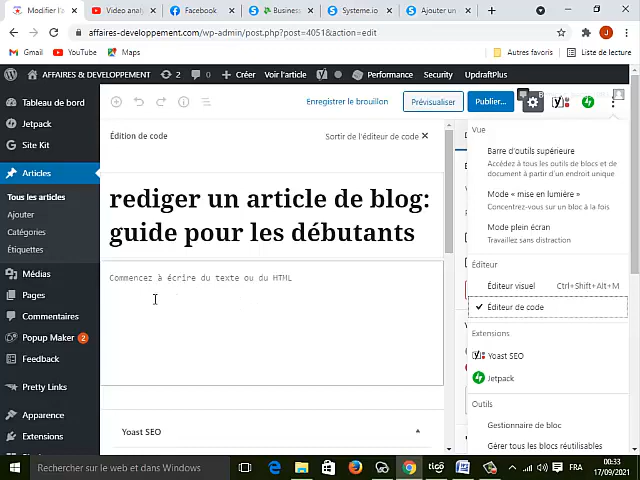 Modifier l'a
Video analy
Facebook
Business
Systeme.io
Ajouter un
affaires-developpement.com/wp-admin/post.php?post=4051&action=edit
J
Gmail
YouTube
Maps
Autres favoris
Liste de lecture
AFFAIRES & DEVELOPPEMENT
2
0
Créer
Voir l'article
Performance
Security
UpdraftPlus
Tableau de bord
Jetpack
Site Kit
Articles
Tous les articles
Ajouter
Catégories
Étiquettes
Médias
Pages
Commentaires
Popup Maker 2
Feedback
Pretty Links
Apparence
Extensions
Enregistrer le brouillon
Prévisualiser
Publier…
Édition de code
Sortir de l'éditeur de code ✕
rediger un article de blog:
guide pour les débutants
Commencez à écrire du texte ou du HTML
Yoast SEO
Vue
Barre d'outils supérieure
Accédez à tous les outils de blocs et de
document à partir d'un endroit unique
Mode « mise en lumière »
Concentrez-vous sur un bloc à la fois
Mode plein écran
Travaillez sans distraction
Éditeur
Éditeur visuel Ctrl+Shift+Alt+M
✓ Éditeur de code
Extensions
Yoast SEO
Jetpack
Outils
Gestionnaire de bloc
Gérer tous les blocs réutilisables
Rechercher sur le web et dans Windows
tigo
FRA
00:33
17/09/2021